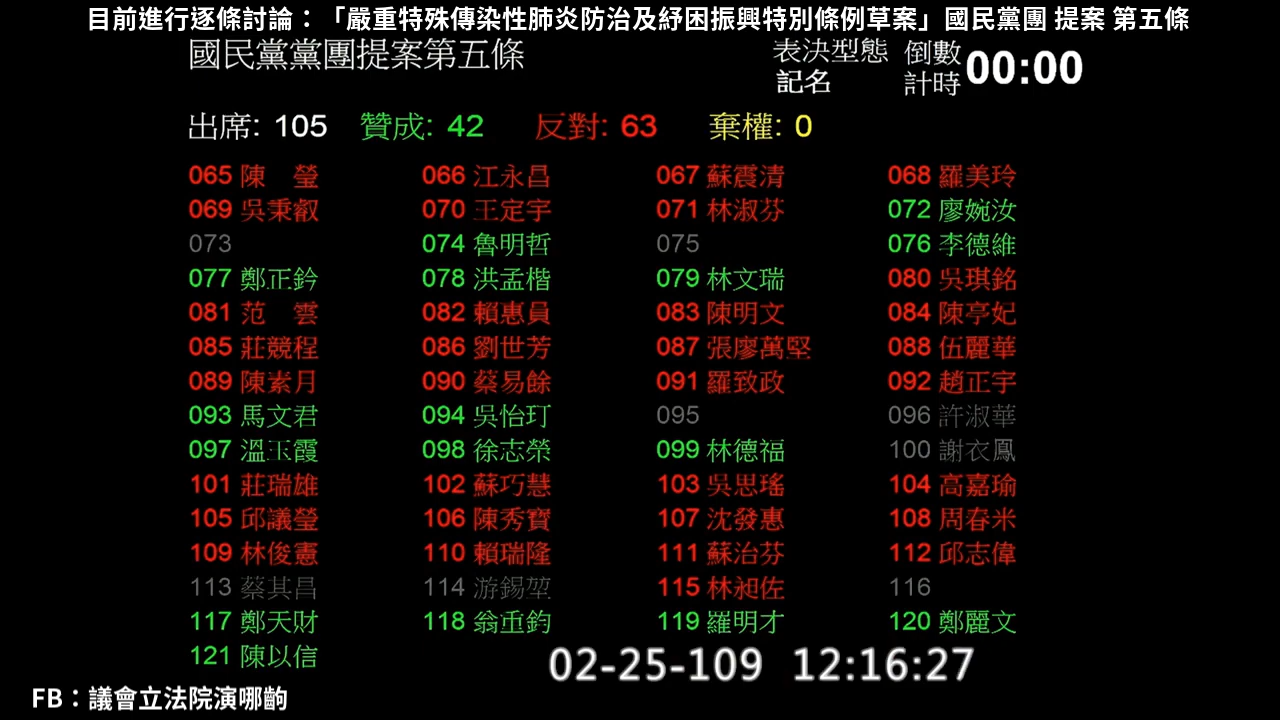 目前進行逐條討論：「嚴重特殊傳染性肺炎防治及紓困振興特別條例草案」國民黨團 提案 第五條
國民黨黨團提案第五條 表決型態 記名 倒數計時 00:00
出席: 105 贊成: 42 反對: 63 棄權: 0
065 陳 瑩 066 江永昌 067 蘇震清 068 羅美玲
069 吳秉叡 070 王定宇 071 林淑芬 072 廖婉汝
073 074 魯明哲 075 076 李德維
077 鄭正鈐 078 洪孟楷 079 林文瑞 080 吳琪銘
081 范 雲 082 賴惠員 083 陳明文 084 陳亭妃
085 莊競程 086 劉世芳 087 張廖萬堅 088 伍麗華
089 陳素月 090 蔡易餘 091 羅致政 092 趙正宇
093 馬文君 094 吳怡玎 095 096 許淑華
097 溫玉霞 098 徐志榮 099 林德福 100 謝衣鳳
101 莊瑞雄 102 蘇巧慧 103 吳思瑤 104 高嘉瑜
105 邱議瑩 106 陳秀寳 107 沈發惠 108 周春米
109 林俊憲 110 賴瑞隆 111 蘇治芬 112 邱志偉
113 蔡其昌 114 游錫堃 115 林昶佐 116
117 鄭天財 118 翁重鈞 119 羅明才 120 鄭麗文
121 陳以信
02-25-109 12:16:27
FB：議會立法院演哪齣